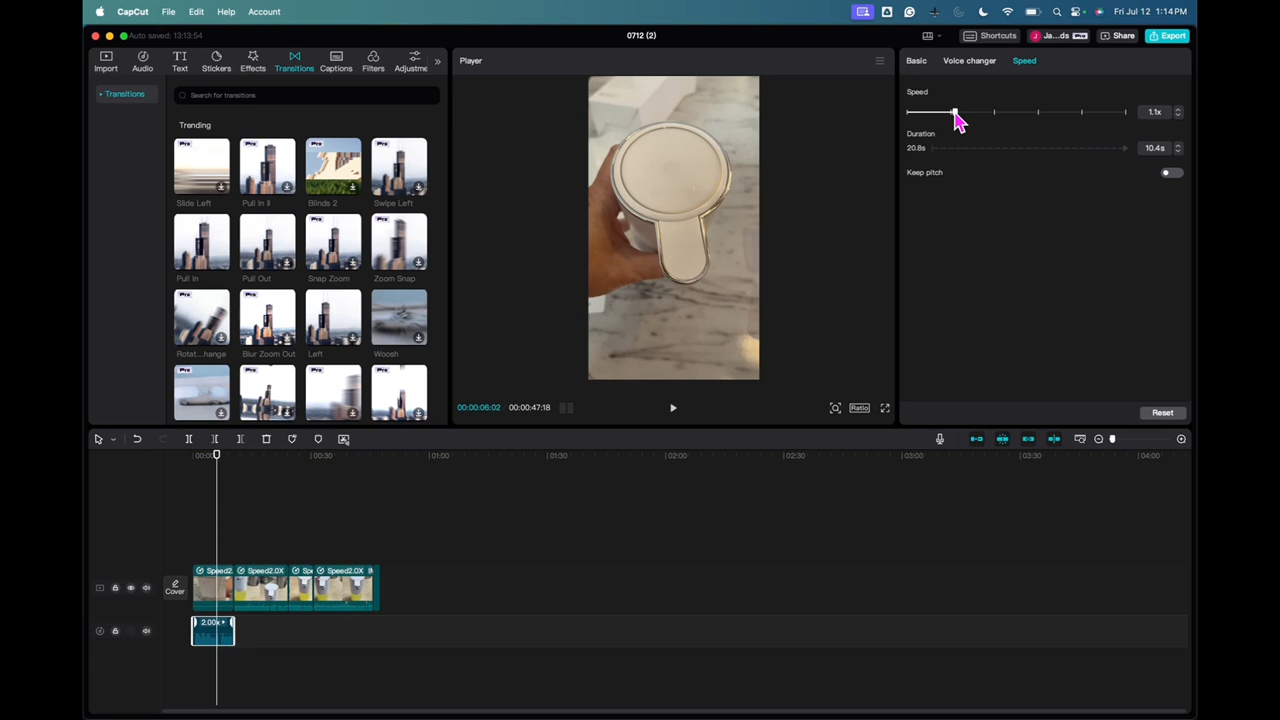 CapCut File Edit Help Account Fri Jul 12 1:14 PM
Auto saved: 13:13:54 0712 (2) Shortcuts Ja...ds Pro Share Export
Import Audio Text Stickers Effects Transitions Captions Filters Adjustme
Player
Basic Voice changer Speed
Transitions
Search for transitions
Speed
1.1x
Trending
Duration
20.8s 10.4s
Keep pitch
Pro Pro Pro Pro
Slide Left Pull In II Blinds 2 Swipe Left
Pro Pro Pro
Pull In Pull Out Snap Zoom Zoom Snap
Pro
Rotat...hange Blur Zoom Out Left Woosh
Pro Pro Pro Pro
00:00:06:02 00:00:47:18 Ratio
Reset
00:00 00:30 01:00 01:30 02:00 02:30 03:00 03:30 04:00
Speed2. Speed2.0X Spe Speed2.0X
Cover
2.00x